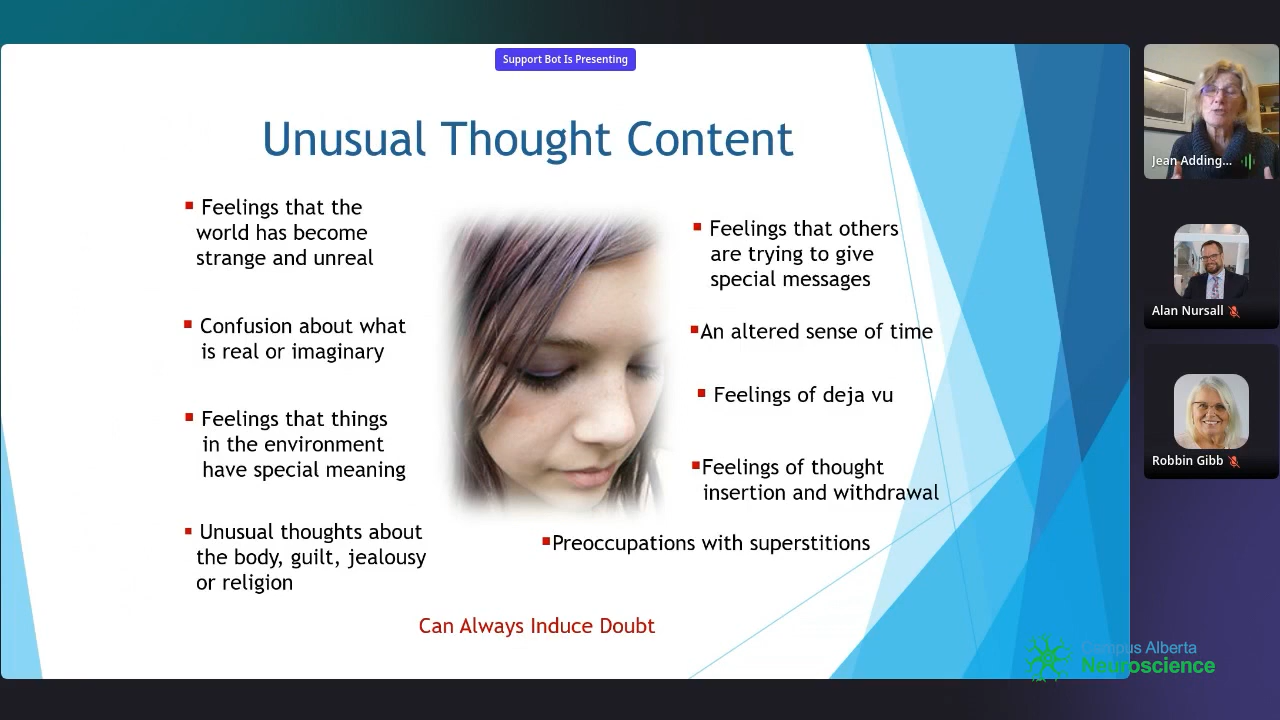 Support Bot Is Presenting
Unusual Thought Content
Feelings that the
world has become
strange and unreal
Confusion about what
is real or imaginary
Feelings that things
in the environment
have special meaning
Unusual thoughts about
the body, guilt, jealousy
or religion
Feelings that others
are trying to give
special messages
An altered sense of time
Feelings of deja vu
Feelings of thought
insertion and withdrawal
Preoccupations with superstitions
Can Always Induce Doubt
Jean Adding...
Alan Nursall
Robbin Gibb
Campus Alberta
Neuroscience